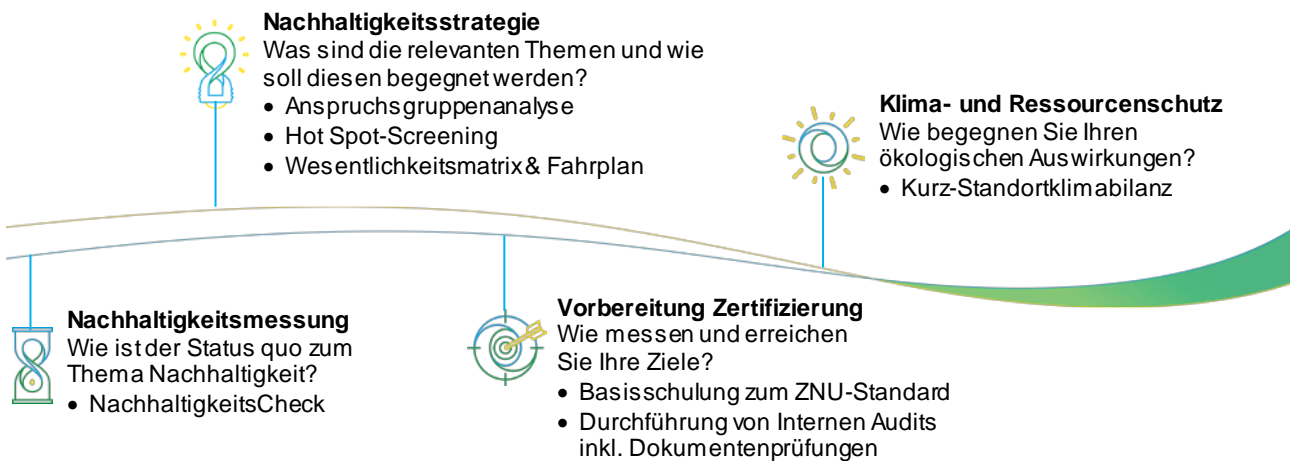 Nachhaltigkeitsstrategie
Was sind die relevanten Themen und wie
soll diesen begegnet werden?
• Anspruchsgruppenanalyse
• Hot Spot-Screening
• Wesentlichkeitsmatrix & Fahrplan
Klima- und Ressourcenschutz
Wie begegnen Sie Ihren
ökologischen Auswirkungen?
• Kurz-Standortklimabilanz
Nachhaltigkeitsmessung
Wie ist der Status quo zum
Thema Nachhaltigkeit?
• NachhaltigkeitsCheck
Vorbereitung Zertifizierung
Wie messen und erreichen
Sie Ihre Ziele?
• Basisschulung zum ZNU-Standard
• Durchführung von Internen Audits
inkl. Dokumentenprüfungen